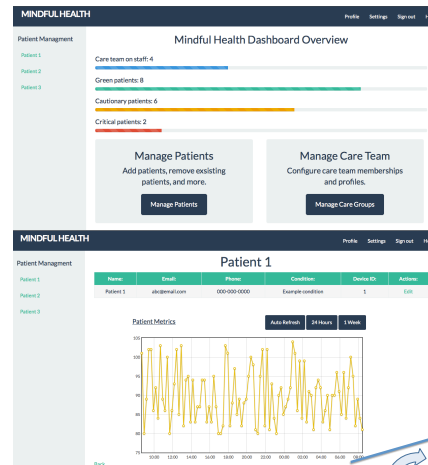 MINDFUL HEALTH
Profile Settings Sign out
Patient Managment
Patient 1
Patient 2
Patient 3
Mindful Health Dashboard Overview
Care team on staff: 4
Green patients: 8
Cautionary patients: 6
Critical patients: 2
Manage Patients
Add patients, remove exsisting
patients, and more.
Manage Patients
Manage Care Team
Configure care team memberships
and profiles.
Manage Care Groups
MINDFUL HEALTH
Profile Settings Sign out
Patient Managment
Patient 1
Patient 2
Patient 3
Patient 1
Name: Email: Phone: Condition: Device ID: Actions:
Patient 1 abc@email.com 000-000-0000 Example condition 1 Edit
Patient Metrics
Auto Refresh 24 Hours 1 Week
105
100
95
90
85
80
75
10:00 12:00 14:00 16:00 18:00 20:00 22:00 00:00 02:00 04:00 06:00 08:00
Back